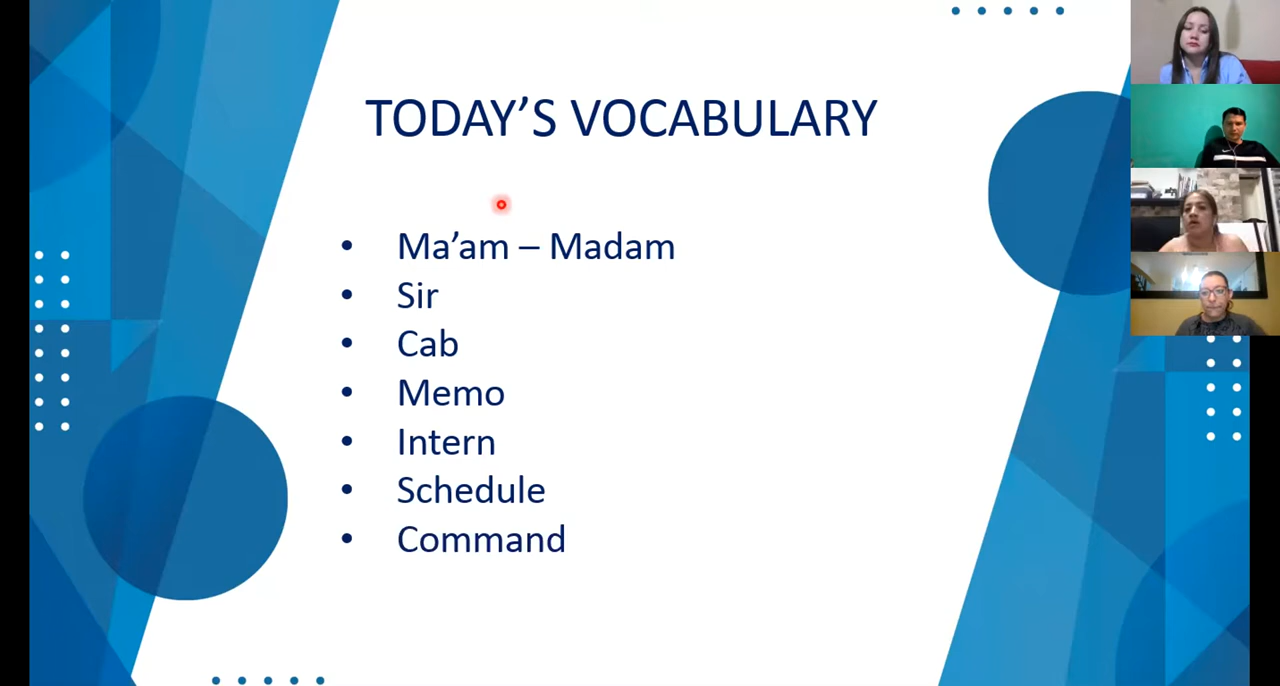 TODAY'S VOCABULARY
• Ma'am – Madam
• Sir
• Cab
• Memo
• Intern
• Schedule
• Command